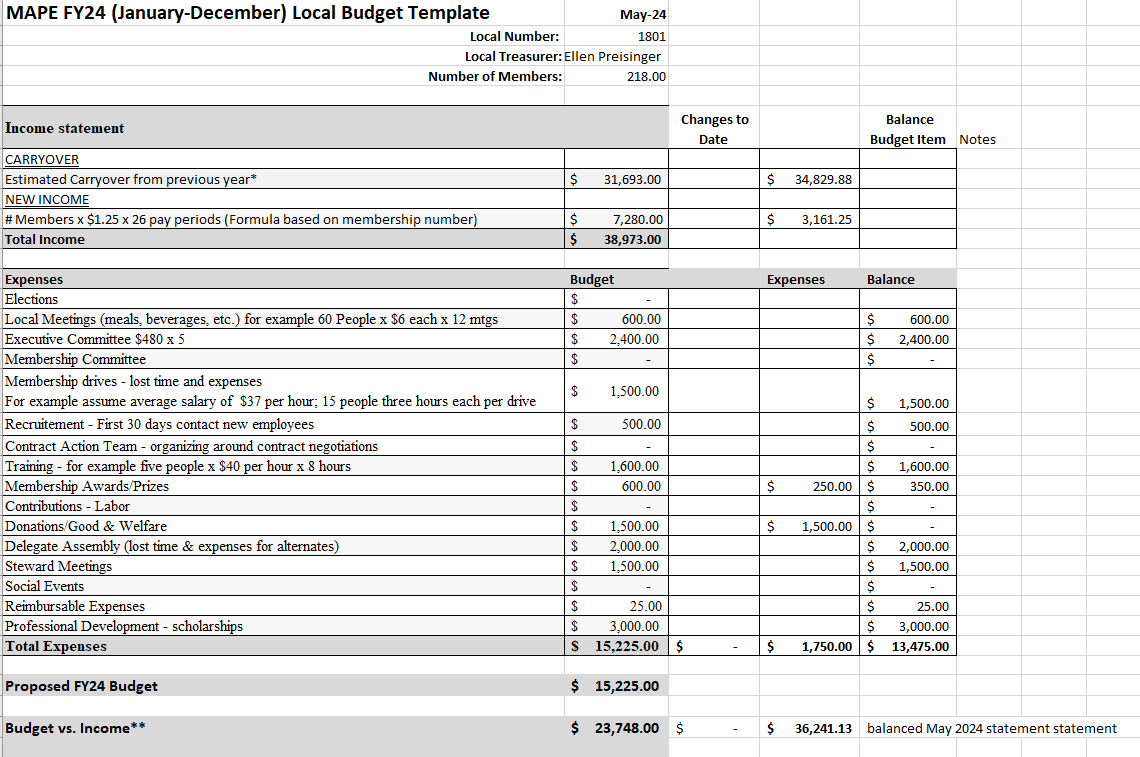 MAPE FY24 (January-December) Local Budget Template May-24
Local Number: 1801
Local Treasurer: Ellen Preisinger
Number of Members: 218.00
Income statement Changes to Date Balance Budget Item Notes
CARRYOVER
Estimated Carryover from previous year* $ 31,693.00 $ 34,829.88
NEW INCOME
# Members x $1.25 x 26 pay periods (Formula based on membership number) $ 7,280.00 $ 3,161.25
Total Income $ 38,973.00
Expenses Budget Expenses Balance
Elections $ -
Local Meetings (meals, beverages, etc.) for example 60 People x $6 each x 12 mtgs $ 600.00 $ 600.00
Executive Committee $480 x 5 $ 2,400.00 $ 2,400.00
Membership Committee $ - $ -
Membership drives - lost time and expenses
For example assume average salary of $37 per hour; 15 people three hours each per drive $ 1,500.00 $ 1,500.00
Recruitement - First 30 days contact new employees $ 500.00 $ 500.00
Contract Action Team - organizing around contract negotiations $ - $ -
Training - for example five people x $40 per hour x 8 hours $ 1,600.00 $ 1,600.00
Membership Awards/Prizes $ 600.00 $ 250.00 $ 350.00
Contributions - Labor $ - $ -
Donations/Good & Welfare $ 1,500.00 $ 1,500.00 $ -
Delegate Assembly (lost time & expenses for alternates) $ 2,000.00 $ 2,000.00
Steward Meetings $ 1,500.00 $ 1,500.00
Social Events $ - $ -
Reimbursable Expenses $ 25.00 $ 25.00
Professional Development - scholarships $ 3,000.00 $ 3,000.00
Total Expenses $ 15,225.00 $ - $ 1,750.00 $ 13,475.00
Proposed FY24 Budget $ 15,225.00
Budget vs. Income** $ 23,748.00 $ - $ 36,241.13 balanced May 2024 statement statement